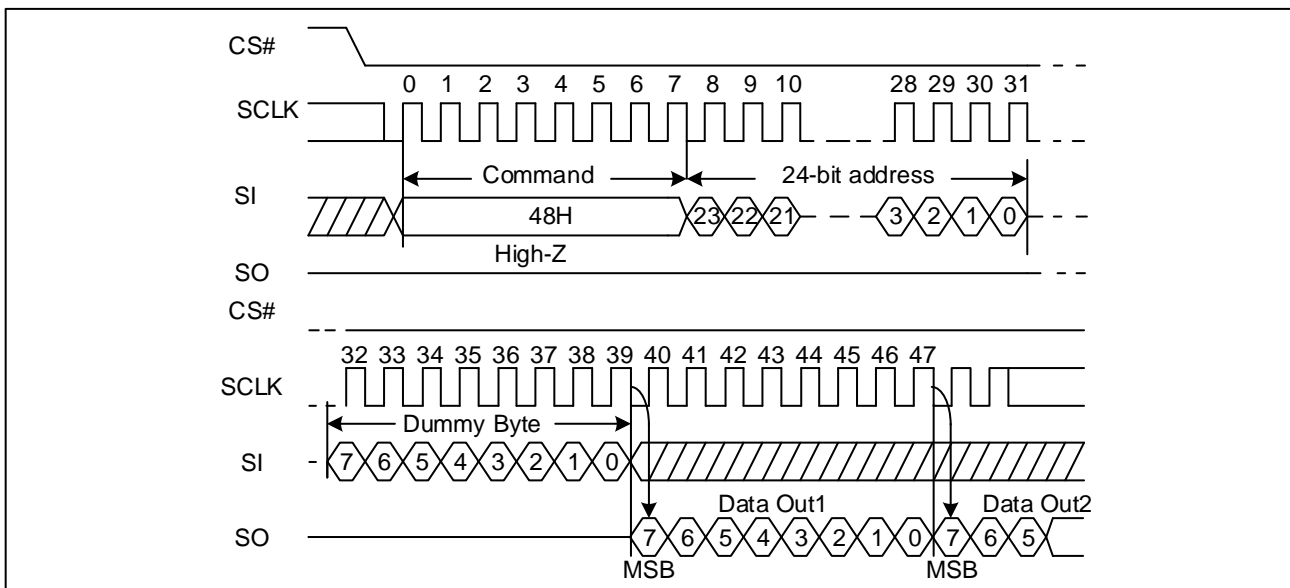 CS#
0 1 2 3 4 5 6 7 8 9 10 28 29 30 31
SCLK
Command 24-bit address
SI
48H 23 22 21 3 2 1 0
High-Z
SO
CS#
32 33 34 35 36 37 38 39 40 41 42 43 44 45 46 47
SCLK
Dummy Byte
SI 7 6 5 4 3 2 1 0
Data Out1 Data Out2
SO 7 6 5 4 3 2 1 0 7 6 5
MSB MSB